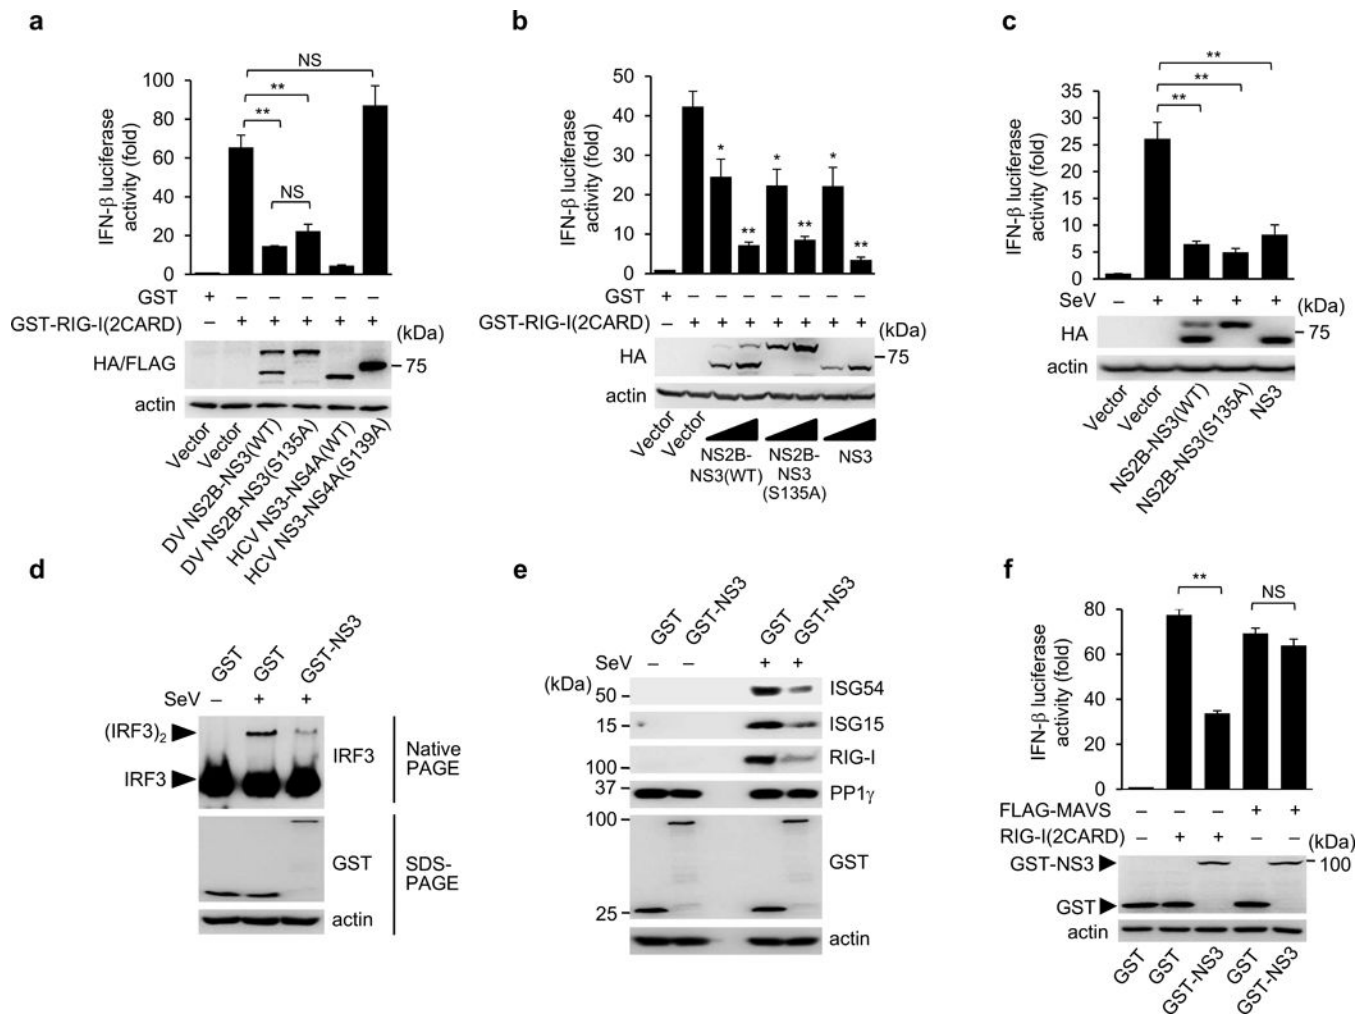 a
IFN-β luciferase
activity (fold)
100
80
60
40
20
0
NS
**
**
NS
GST + – – – – –
GST-RIG-I(2CARD) – + + + + +
(kDa)
HA/FLAG
75
actin
Vector
Vector
DV NS2B-NS3(WT)
DV NS2B-NS3(S135A)
HCV NS3-NS4A(WT)
HCV NS3-NS4A(S139A)
b
IFN-β luciferase
activity (fold)
50
40
30
20
10
0
* ** * ** * **
GST + – – – – – – –
GST-RIG-I(2CARD) – + + + + + + +
(kDa)
HA
75
actin
Vector
Vector
NS2B-
NS3(WT)
NS2B-
NS3
(S135A)
NS3
c
IFN-β luciferase
activity (fold)
35
30
25
20
15
10
5
0
**
**
**
SeV – + + + +
(kDa)
HA
75
actin
Vector
Vector
NS2B-NS3(WT)
NS2B-NS3(S135A)
NS3
d
GST
GST
GST-NS3
SeV – + +
(IRF3)2
IRF3
IRF3
Native
PAGE
GST
SDS-
PAGE
actin
e
GST
GST-NS3
GST
GST-NS3
SeV – – + +
(kDa)
50
ISG54
15
ISG15
100
RIG-I
37
PP1γ
100
GST
25
actin
f
IFN-β luciferase
activity (fold)
80
60
40
20
0
**
NS
FLAG-MAVS – – – + +
RIG-I(2CARD) – + + – –
(kDa)
GST-NS3
100
GST
actin
GST
GST
GST-NS3
GST
GST-NS3